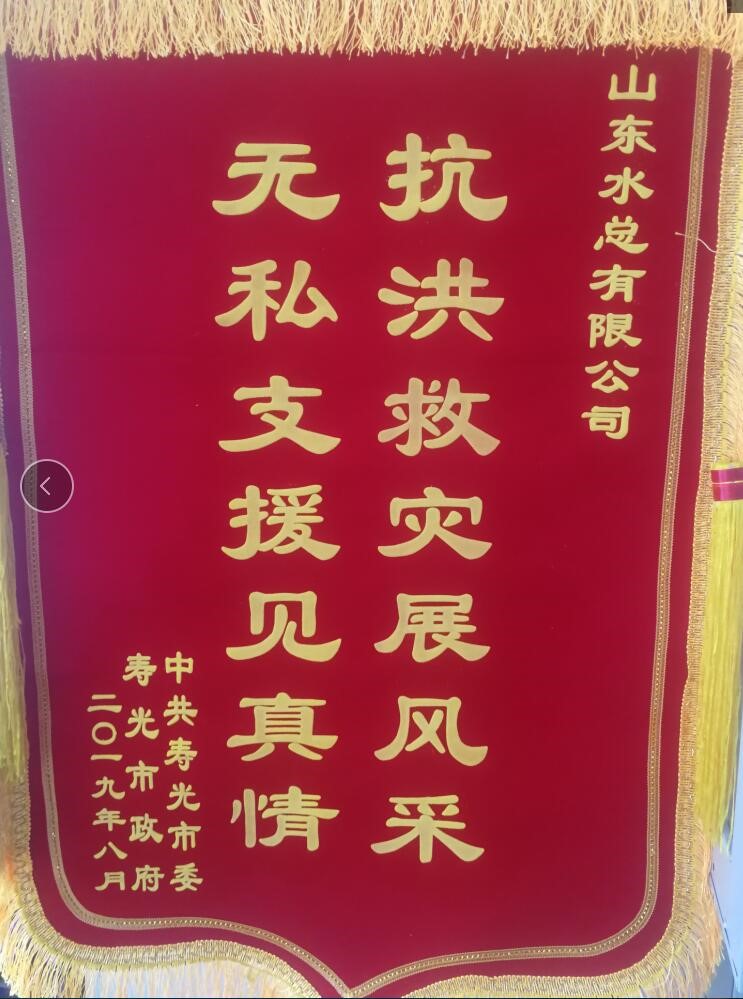 山东水总有限公司
抗洪救灾展风采
无私支援见真情
中共寿光市委
寿光市政府
二〇一九年八月